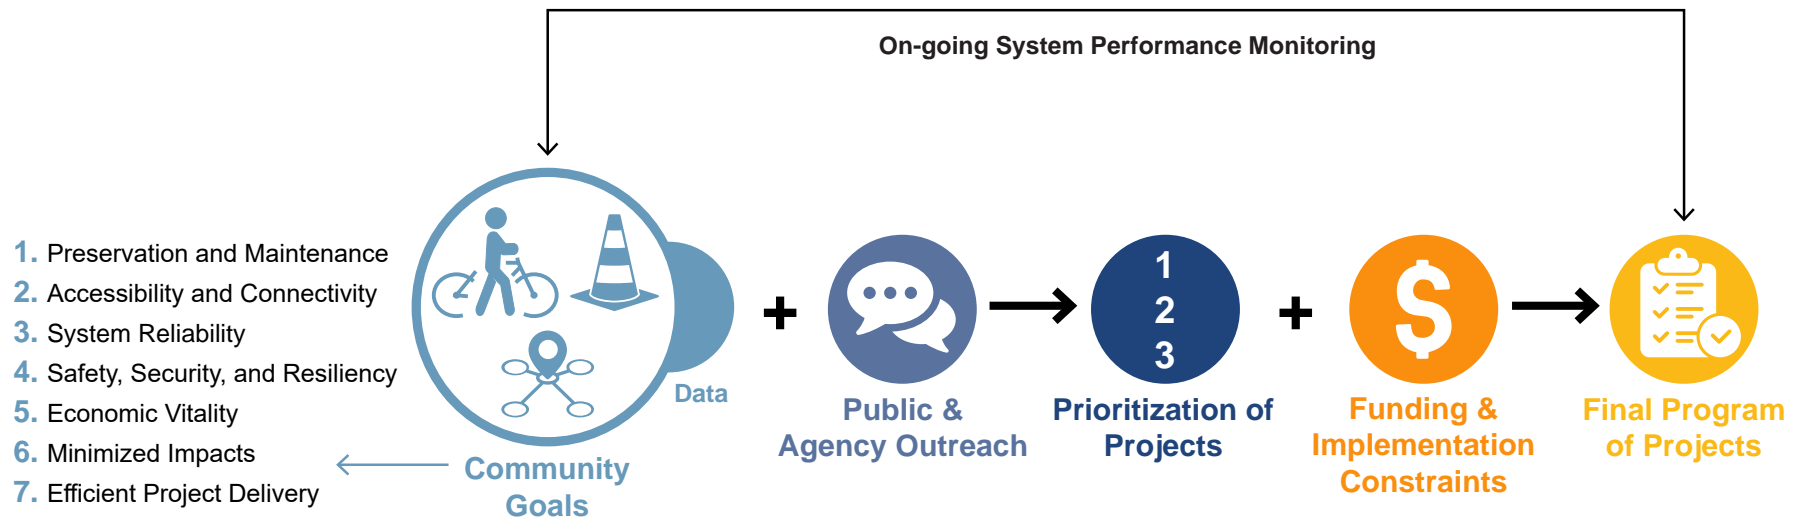 On-going System Performance Monitoring
1. Preservation and Maintenance
2. Accessibility and Connectivity
3. System Reliability
4. Safety, Security, and Resiliency
5. Economic Vitality
6. Minimized Impacts
7. Efficient Project Delivery
Community
Goals
Data
+
Public &
Agency Outreach
1
2
3
Prioritization of
Projects
+
$
Funding &
Implementation
Constraints
Final Program
of Projects